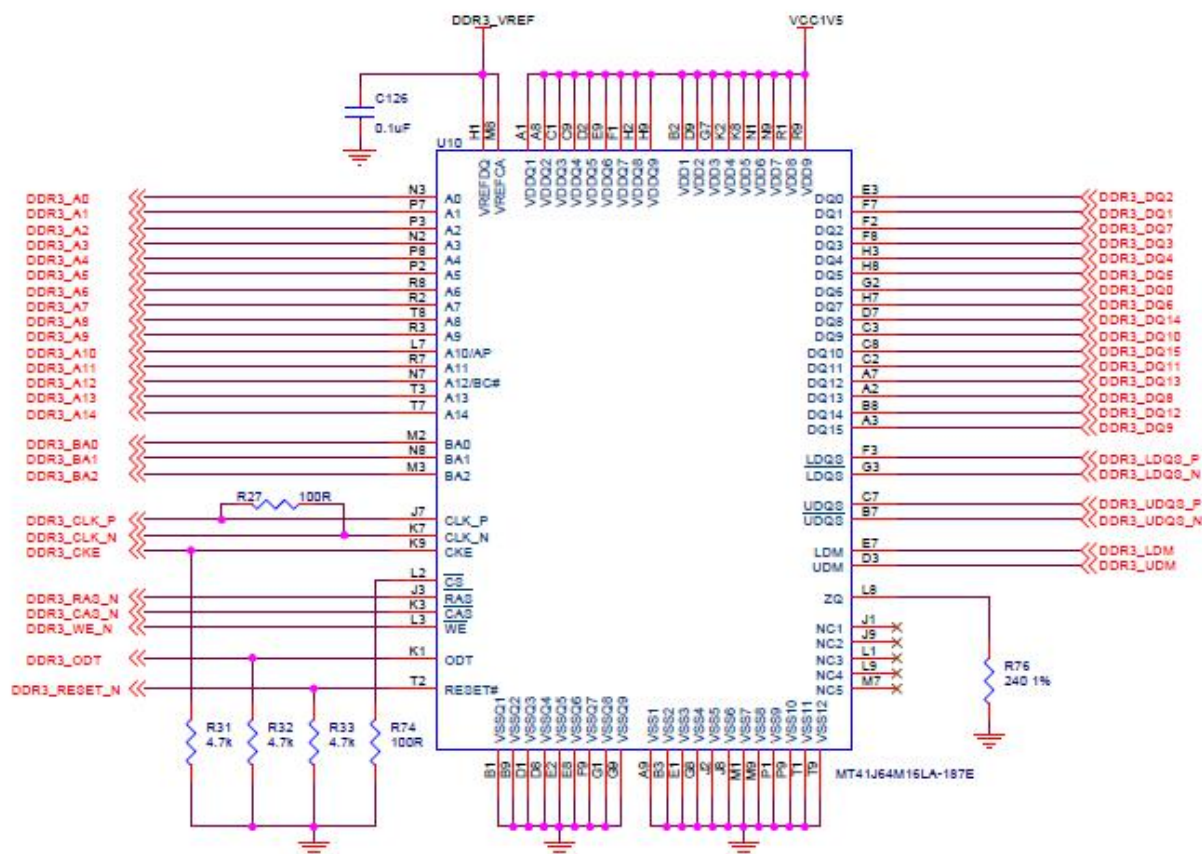 DDR3_VREF
VCC1V5
C126
0.1uF
H1
M8
A1
A8
C1
C9
D2
E9
F1
H2
H9
B2
D9
G7
K2
K8
N1
N9
R1
R9
U10
VREFDQ
VREFCA
VDDQ1
VDDQ2
VDDQ3
VDDQ4
VDDQ5
VDDQ6
VDDQ7
VDDQ8
VDDQ9
VDD1
VDD2
VDD3
VDD4
VDD5
VDD6
VDD7
VDD8
VDD9
DDR3_A0 N3 A0
DDR3_A1 P7 A1
DDR3_A2 P3 A2
DDR3_A3 N2 A3
DDR3_A4 P8 A4
DDR3_A5 P2 A5
DDR3_A6 R8 A6
DDR3_A7 R2 A7
DDR3_A8 T8 A8
DDR3_A9 R3 A9
DDR3_A10 L7 A10/AP
DDR3_A11 R7 A11
DDR3_A12 N7 A12/BC#
DDR3_A13 T3 A13
DDR3_A14 T7 A14
DDR3_BA0 M2 BA0
DDR3_BA1 N8 BA1
DDR3_BA2 M3 BA2
R27 100R
DDR3_CLK_P J7 CLK_P
DDR3_CLK_N K7 CLK_N
DDR3_CKE K9 CKE
L2 CS
DDR3_RAS_N J3 RAS
DDR3_CAS_N K3 CAS
DDR3_WE_N L3 WE
DDR3_ODT K1 ODT
DDR3_RESET_N T2 RESET#
DQ0 E3 DDR3_DQ2
DQ1 F7 DDR3_DQ1
DQ2 F2 DDR3_DQ7
DQ3 F8 DDR3_DQ3
DQ4 H3 DDR3_DQ4
DQ5 H8 DDR3_DQ5
DQ6 G2 DDR3_DQ0
DQ7 H7 DDR3_DQ6
DQ8 D7 DDR3_DQ14
DQ9 C3 DDR3_DQ10
DQ10 C8 DDR3_DQ15
DQ11 C2 DDR3_DQ11
DQ12 A7 DDR3_DQ13
DQ13 A2 DDR3_DQ8
DQ14 B8 DDR3_DQ12
DQ15 A3 DDR3_DQ9
LDQS F3 DDR3_LDQS_P
LDQS G3 DDR3_LDQS_N
UDQS C7 DDR3_UDQS_P
UDQS B7 DDR3_UDQS_N
LDM E7 DDR3_LDM
UDM D3 DDR3_UDM
ZQ L8
NC1 J1
NC2 J9
NC3 L1
NC4 L9
NC5 M7
R76
240 1%
R31
4.7k
R32
4.7k
R33
4.7k
R74
100R
VSSQ1
VSSQ2
VSSQ3
VSSQ4
VSSQ5
VSSQ6
VSSQ7
VSSQ8
VSSQ9
VSS1
VSS2
VSS3
VSS4
VSS5
VSS6
VSS7
VSS8
VSS9
VSS10
VSS11
VSS12
B1
B9
D1
D8
E2
E8
F9
G1
G9
A9
B3
E1
G8
J2
J8
M1
M9
P1
P9
T1
T9
MT41J64M16LA-187E